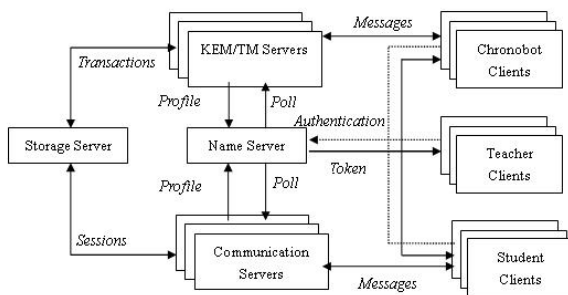 Messages
KEM/TM Servers
Chronobot
Clients
Transactions
Profile
Poll
Authentication
Storage Server
Name Server
Teacher
Clients
Token
Profile
Poll
Sessions
Communication
Servers
Student
Clients
Messages